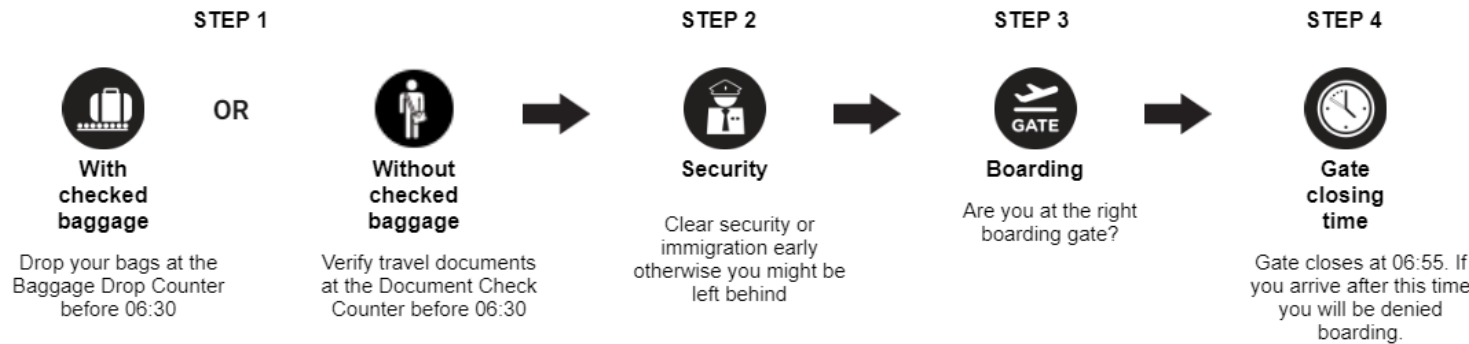 STEP 1
STEP 2
STEP 3
STEP 4
OR
GATE
With
checked
baggage
Drop your bags at the
Baggage Drop Counter
before 06:30
Without
checked
baggage
Verify travel documents
at the Document Check
Counter before 06:30
Security
Clear security or
immigration early
otherwise you might be
left behind
Boarding
Are you at the right
boarding gate?
Gate
closing
time
Gate closes at 06:55. If
you arrive after this time
you will be denied
boarding.